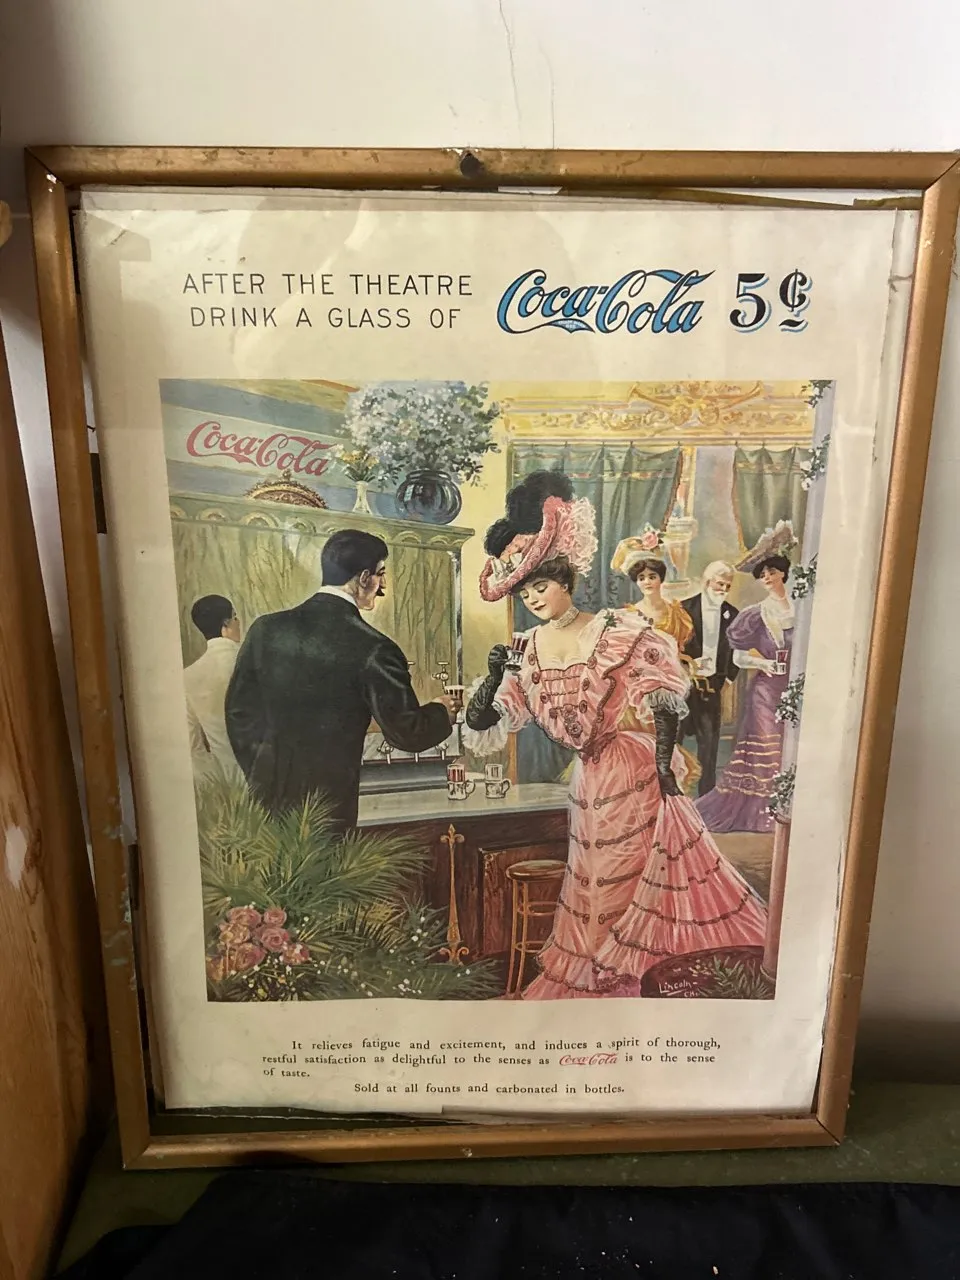 AFTER THE THEATRE
DRINK A GLASS OF
Coca-Cola 5¢
Coca-Cola
Lincoln-
CH.
It relieves fatigue and excitement, and induces a spirit of thorough,
restful satisfaction as delightful to the senses as Coca-Cola is to the sense
of taste.
Sold at all founts and carbonated in bottles.